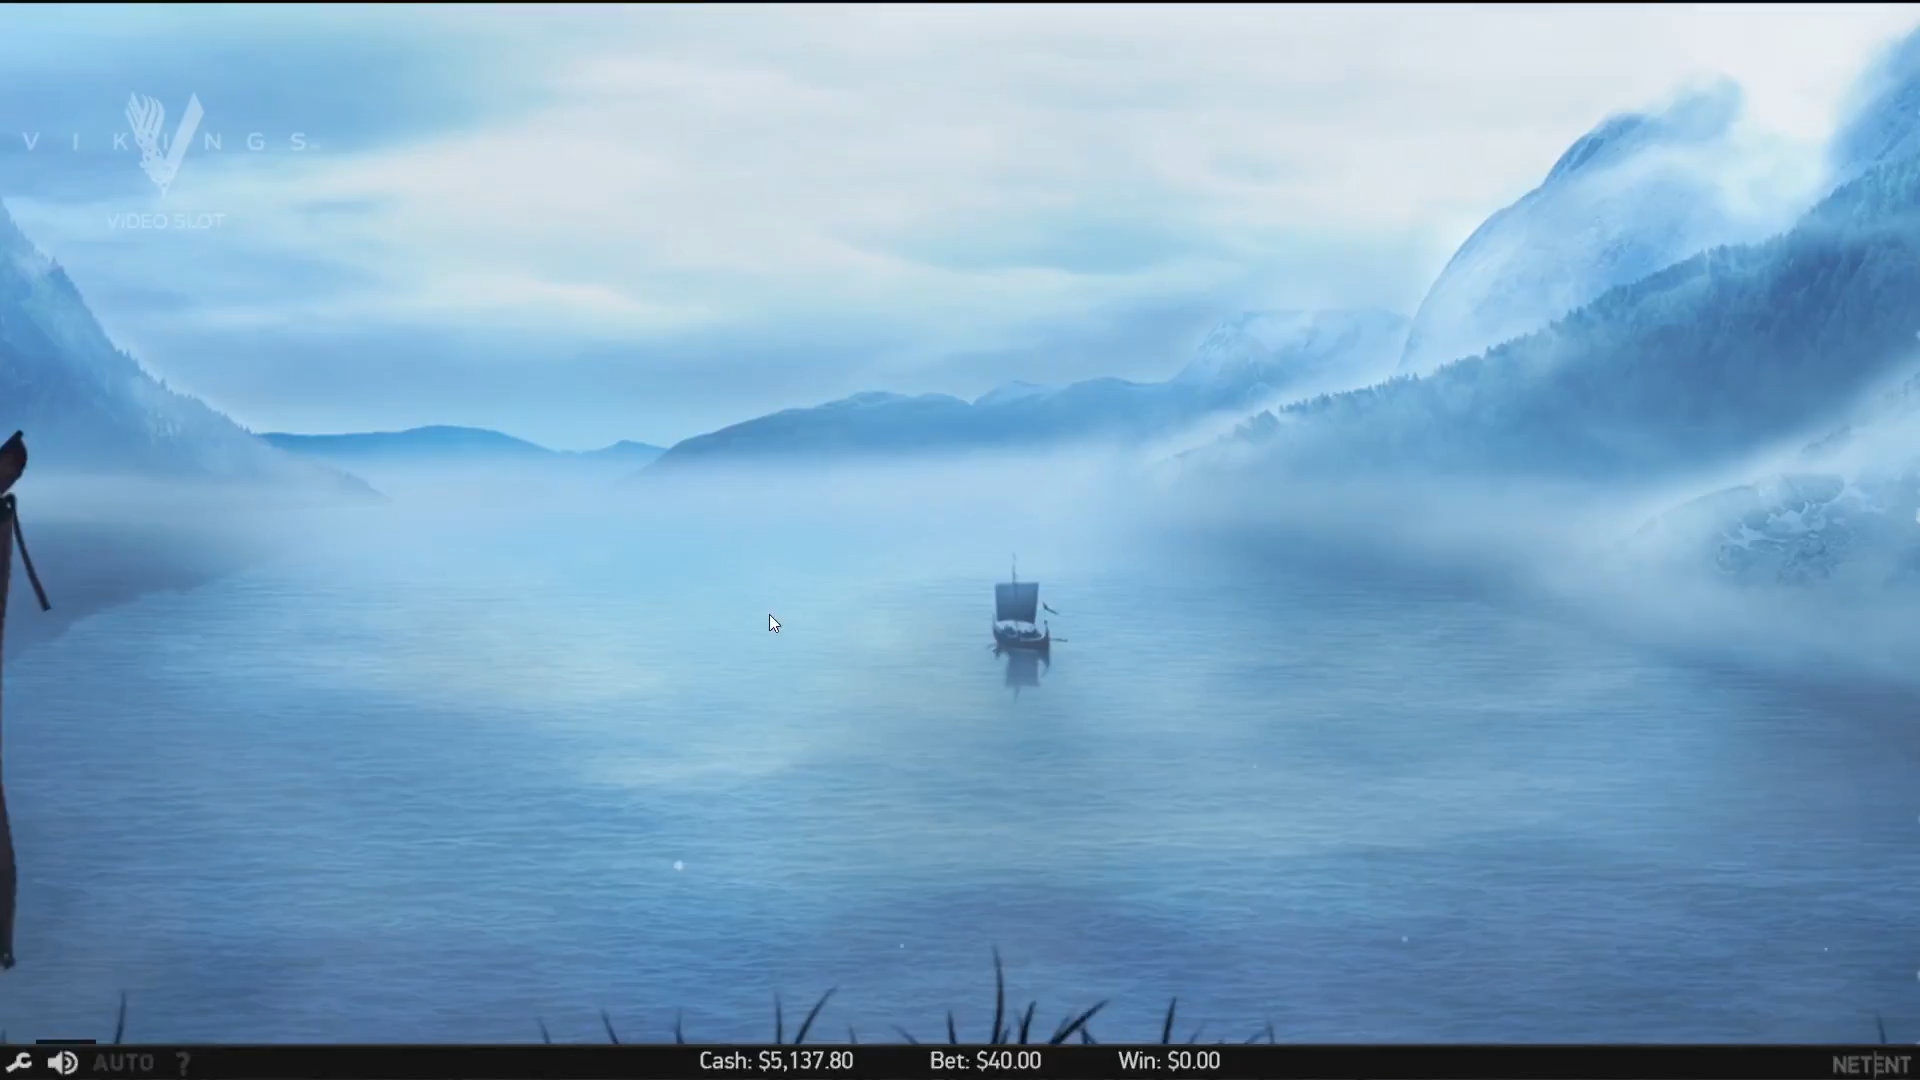 VIKINGS
VIDEO SLOT
AUTO ? Cash: $5,137.80 Bet: $40.00 Win: $0.00 NETENT